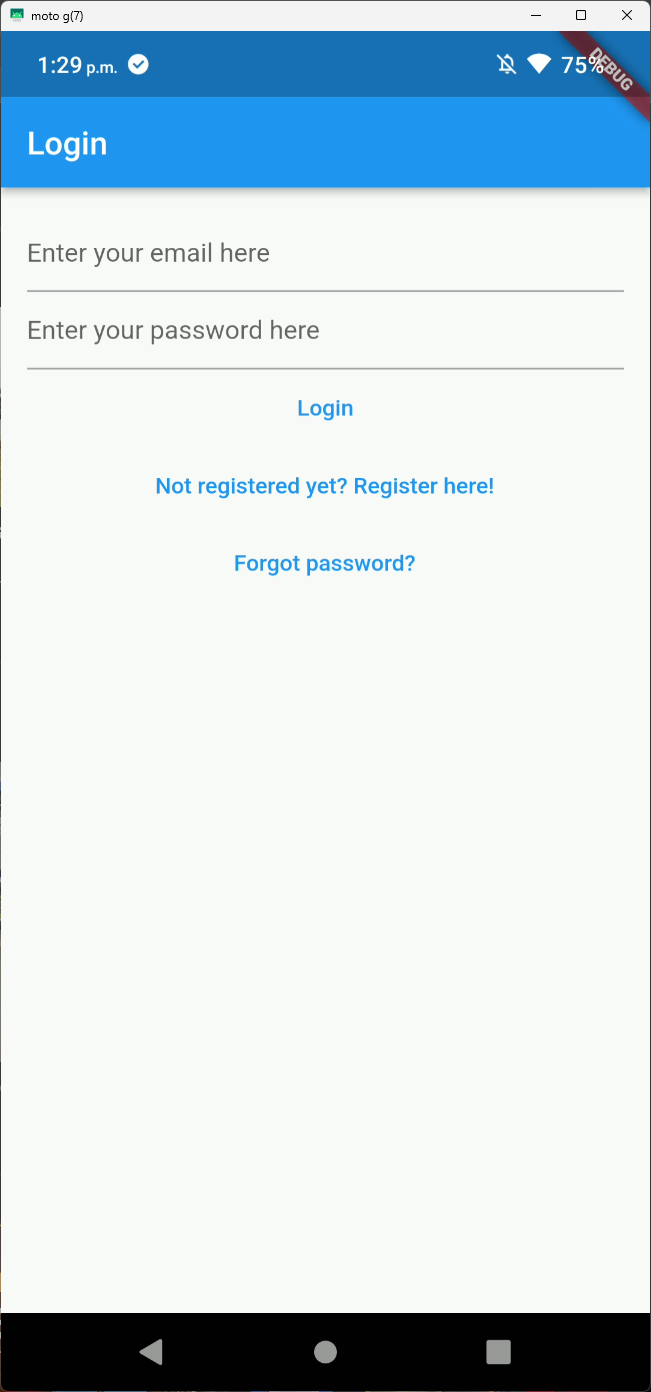 moto g(7)
1:29 p.m.
75%
DEBUG
Login
Enter your email here
Enter your password here
Login
Not registered yet? Register here!
Forgot password?